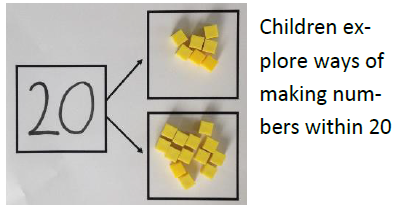 20
Children ex-
plore ways of
making num-
bers within 20